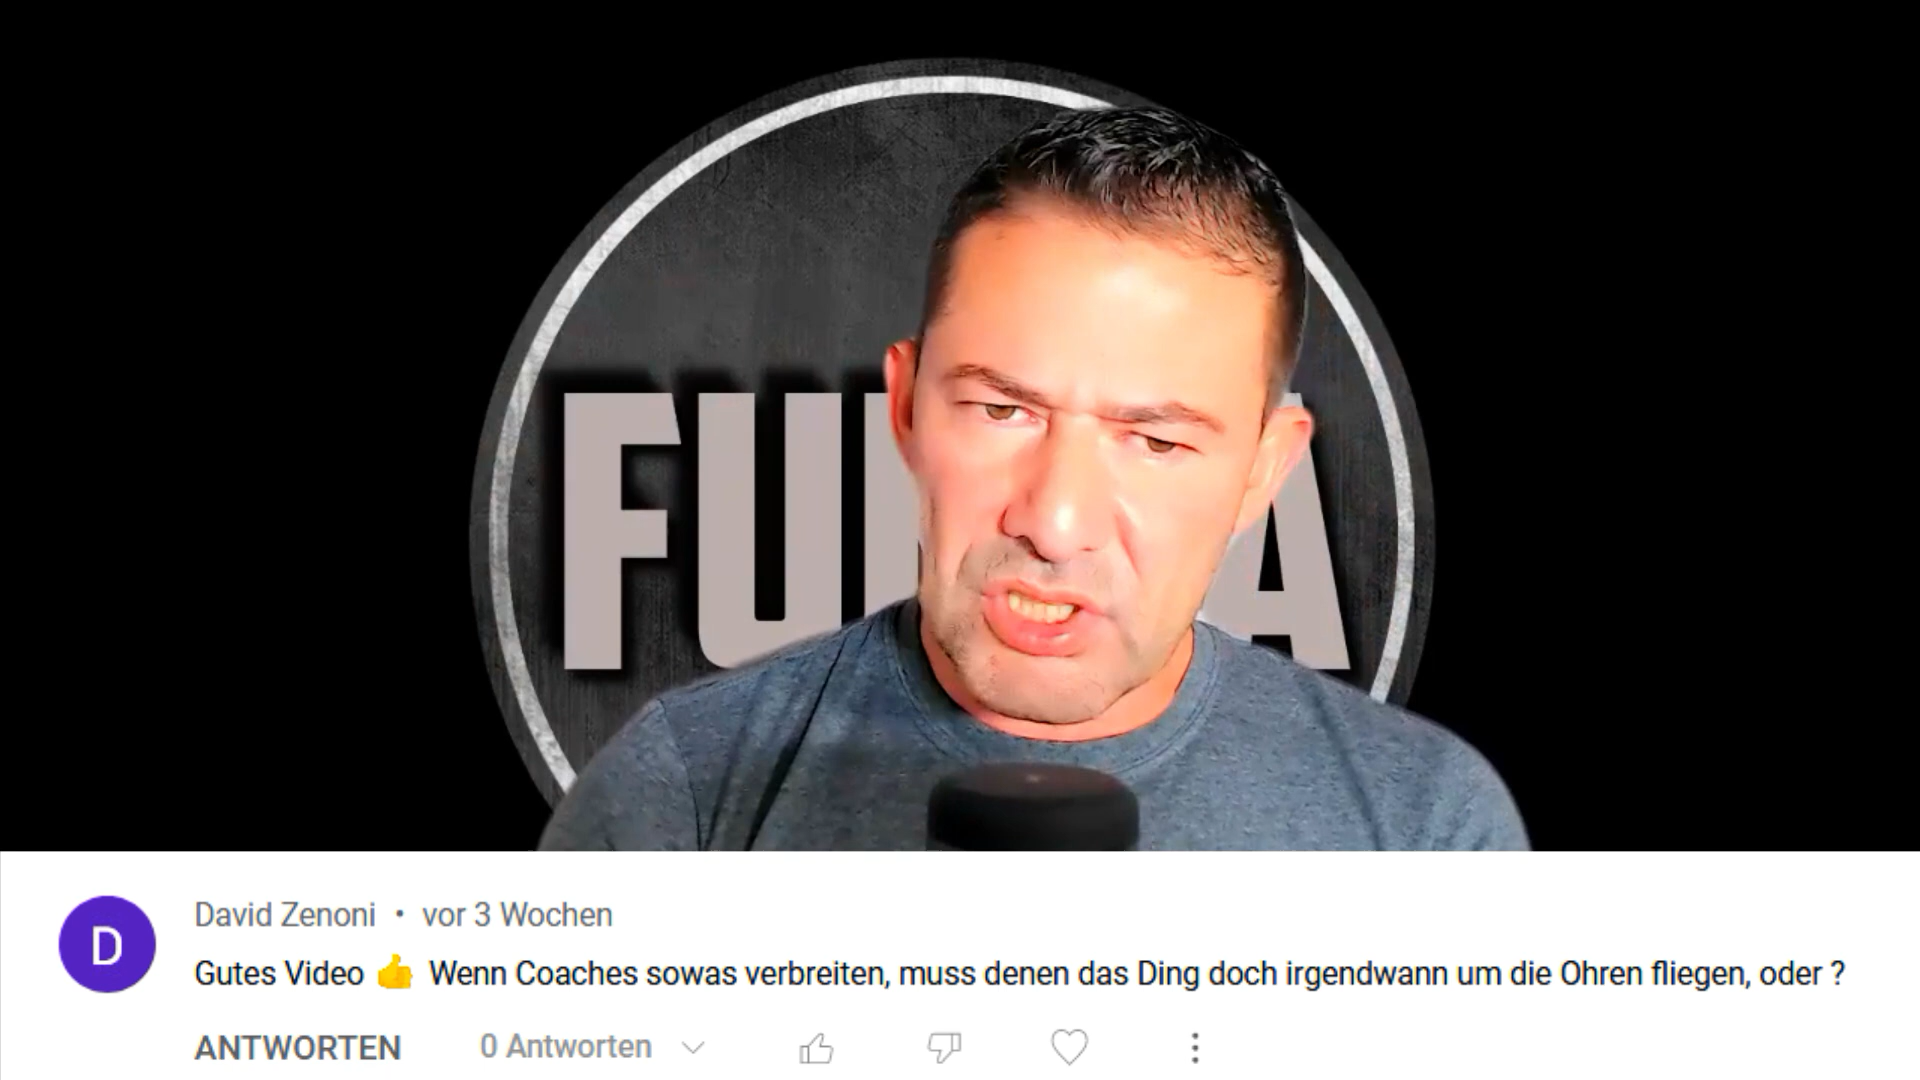 FU A
D
David Zenoni • vor 3 Wochen
Gutes Video 👍 Wenn Coaches sowas verbreiten, muss denen das Ding doch irgendwann um die Ohren fliegen, oder ?
ANTWORTEN 0 Antworten